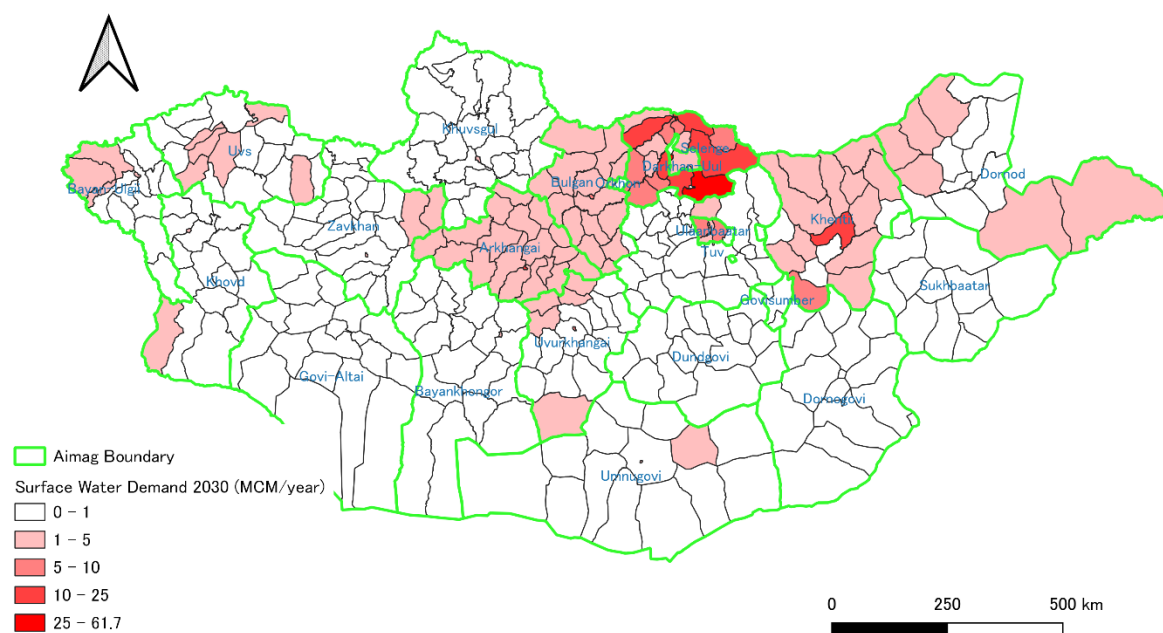 Khuvsgul
Uvs
Selenge
Darkhan-Uul
Bayan-Ulgii
Bulgan
Orkhon
Dornod
Zavkhan
Khentii
Arkhangai
Ulaanbaatar
Tuv
Khovd
Sukhbaatar
Govisumber
Uvurkhangai
Dundgovi
Govi-Altai
Bayankhongor
Dornogovi
Umnugovi
Aimag Boundary
Surface Water Demand 2030 (MCM/year)
0 - 1
1 - 5
5 - 10
10 - 25
25 - 61.7
0 250 500 km